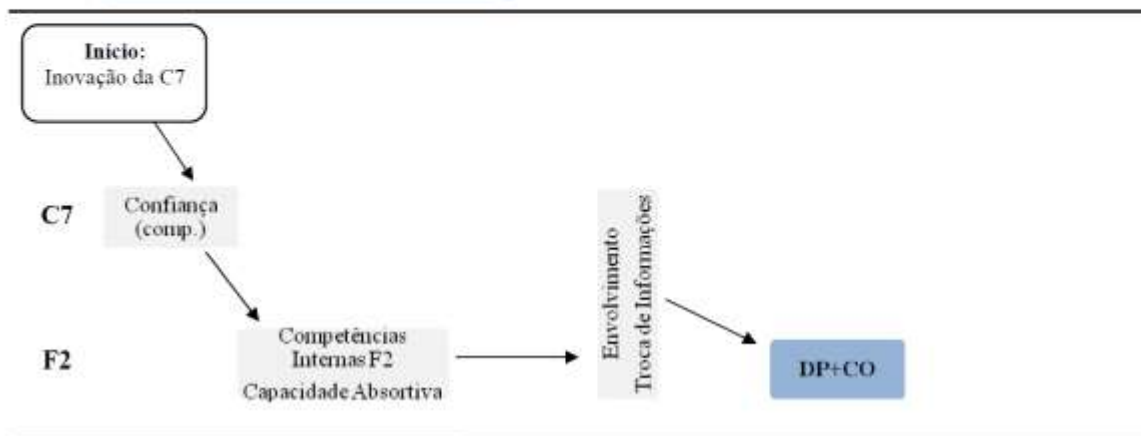 Início:
Inovação da C7
C7
Confiança
(comp.)
Envolvimento
Troca de Informações
F2
Competências
Internas F2
Capacidade Absortiva
DP+CO